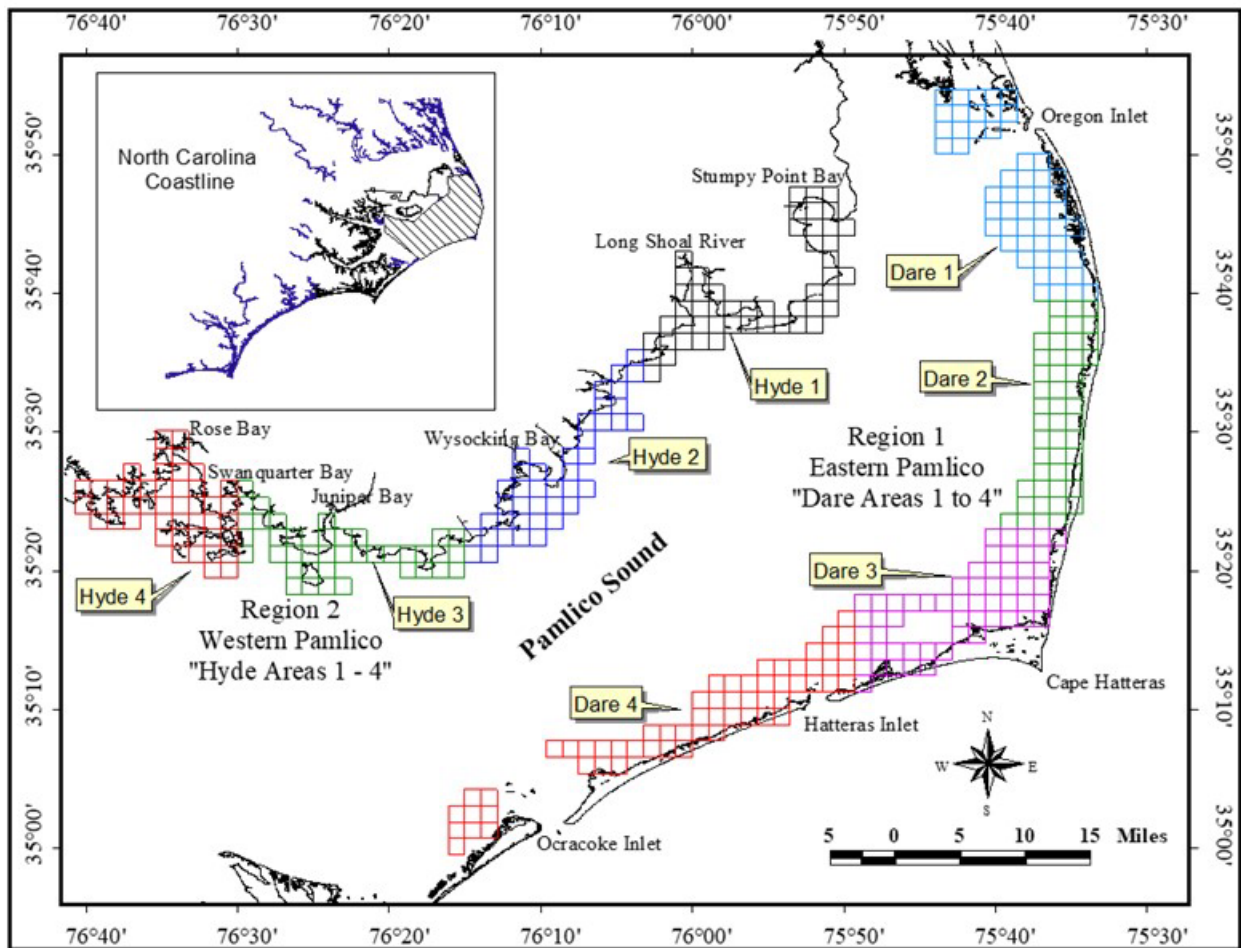 76°40' 76°30' 76°20' 76°10' 76°00' 75°50' 75°40' 75°30'
North Carolina
Coastline
Oregon Inlet
35°50' 35°50'
Stumpy Point Bay
Long Shoal River
Dare 1
35°40' 35°40'
Hyde 1
Dare 2
35°30' 35°30'
Rose Bay
Wysocking Bay
Hyde 2
Region 1
Eastern Pamlico
"Dare Areas 1 to 4"
Swanquarter Bay
Juniper Bay
35°20' 35°20'
Hyde 4
Hyde 3
Dare 3
Region 2
Western Pamlico
"Hyde Areas 1 - 4"
Pamlico Sound
35°10' 35°10'
Dare 4
Cape Hatteras
Hatteras Inlet
N
W E
S
35°00' 35°00'
Ocracoke Inlet
5 0 5 10 15 Miles
76°40' 76°30' 76°20' 76°10' 76°00' 75°50' 75°40' 75°30'